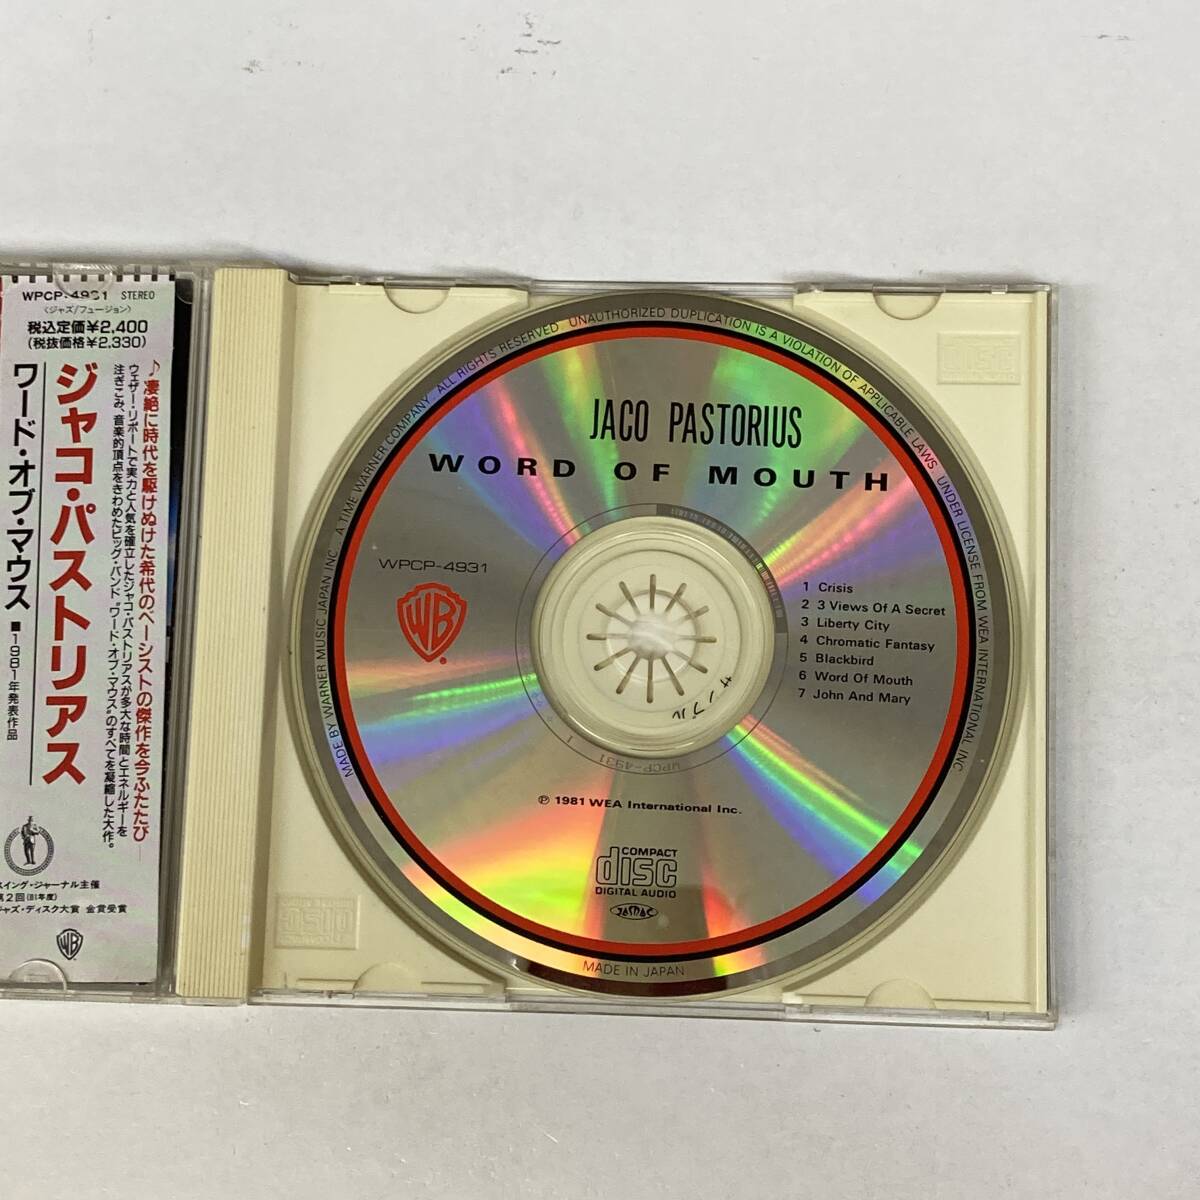 WPCP-4931 STEREO
〈ジャズ/フュージョン〉
税込定価¥2,400
(税抜価格¥2,330)
♪凄絶に時代を駆けぬけた希代のベーシストの傑作を今ふたたび─
ウェザー・リポートで実力と人気を確立したジャコ・パストリアスが多大な時間とエネルギーを
注ぎこみ、音楽的頂点をきわめたビッグ・バンド“ワード・オブ・マウス”のすべてを凝縮した大作。
ジャコ・パストリアス
ワード・オブ・マウス ■1981年発表作品
スイング・ジャーナル主催
第2回(81年度)
ジャズ・ディスク大賞 金賞受賞
WB
MADE BY WARNER MUSIC JAPAN INC. A TIME WARNER COMPANY. ALL RIGHTS RESERVED. UNAUTHORIZED DUPLICATION IS A VIOLATION OF APPLICABLE LAWS. UNDER LICENSE FROM WEA INTERNATIONAL INC
JACO PASTORIUS
WORD OF MOUTH
WPCP-4931
WB
1 Crisis
2 3 Views Of A Secret
3 Liberty City
4 Chromatic Fantasy
5 Blackbird
6 Word Of Mouth
7 John And Mary
サンプル
WPCP-4931
℗ 1981 WEA International Inc.
COMPACT
disc
DIGITAL AUDIO
JASRAC
MADE IN JAPAN